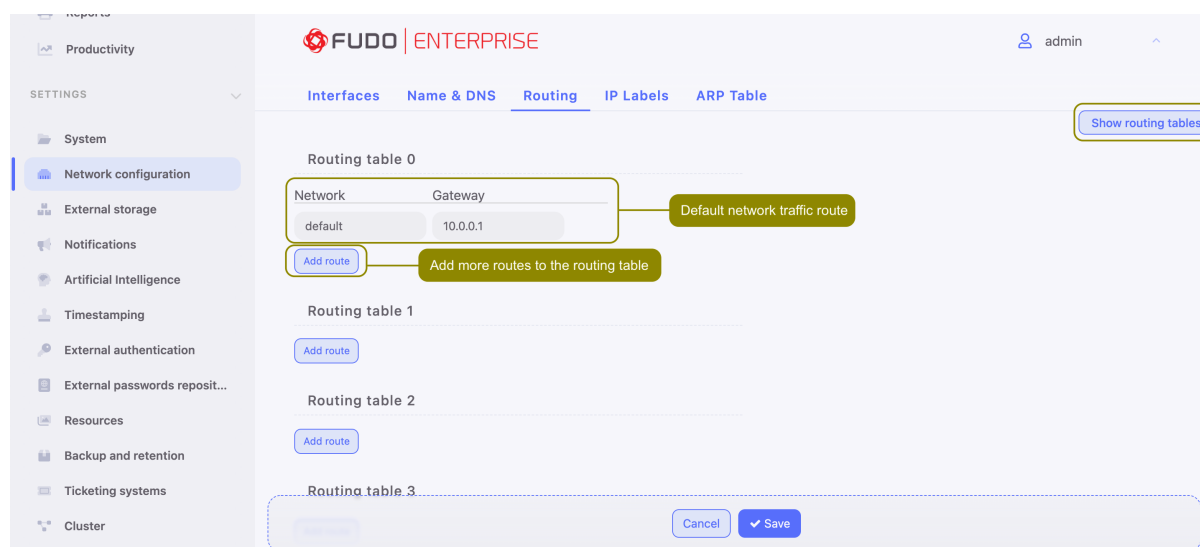 Reports
Productivity
SETTINGS
System
Network configuration
External storage
Notifications
Artificial Intelligence
Timestamping
External authentication
External passwords reposit...
Resources
Backup and retention
Ticketing systems
Cluster
FUDO ENTERPRISE
admin
Interfaces Name & DNS Routing IP Labels ARP Table
Show routing tables
Routing table 0
Network Gateway
default 10.0.0.1
Default network traffic route
Add route
Add more routes to the routing table
Routing table 1
Add route
Routing table 2
Add route
Routing table 3
Cancel Save